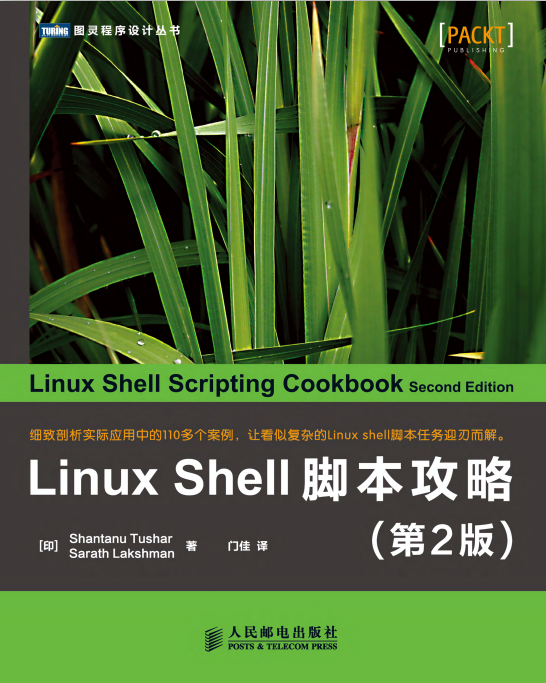 TURING 图灵程序设计丛书
[PACKT]
PUBLISHING
Linux Shell Scripting Cookbook Second Edition
细致剖析实际应用中的110多个案例，让看似复杂的Linux shell脚本任务迎刃而解。
Linux Shell 脚本攻略
（第2版）
[印] Shantanu Tushar
Sarath Lakshman 著 门佳 译
人民邮电出版社
POSTS & TELECOM PRESS